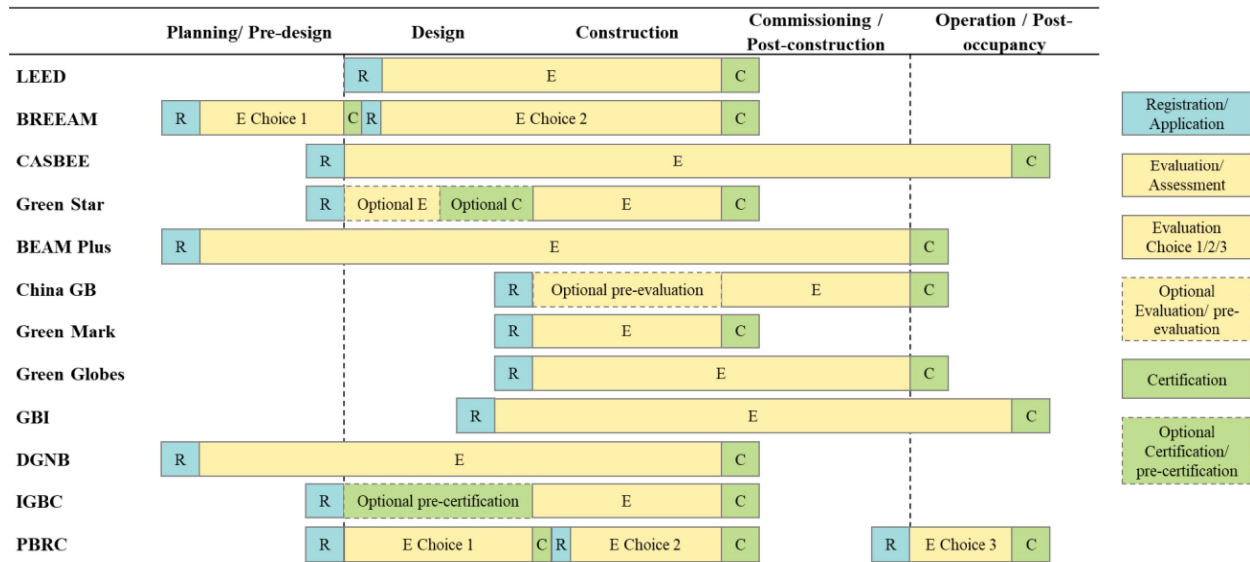 Planning/ Pre-design
Design
Construction
Commissioning /
Post-construction
Operation / Post-
occupancy
LEED
R
E
C
BREEAM
R
E Choice 1
C
R
E Choice 2
C
CASBEE
R
E
C
Green Star
R
Optional E
Optional C
E
C
BEAM Plus
R
E
C
China GB
R
Optional pre-evaluation
E
C
Green Mark
R
E
C
Green Globes
R
E
C
GBI
R
E
C
DGNB
R
E
C
IGBC
R
Optional pre-certification
E
C
PBRC
R
E Choice 1
C
R
E Choice 2
C
R
E Choice 3
C
Registration/
Application
Evaluation/
Assessment
Evaluation
Choice 1/2/3
Optional
Evaluation/ pre-
evaluation
Certification
Optional
Certification/
pre-certification